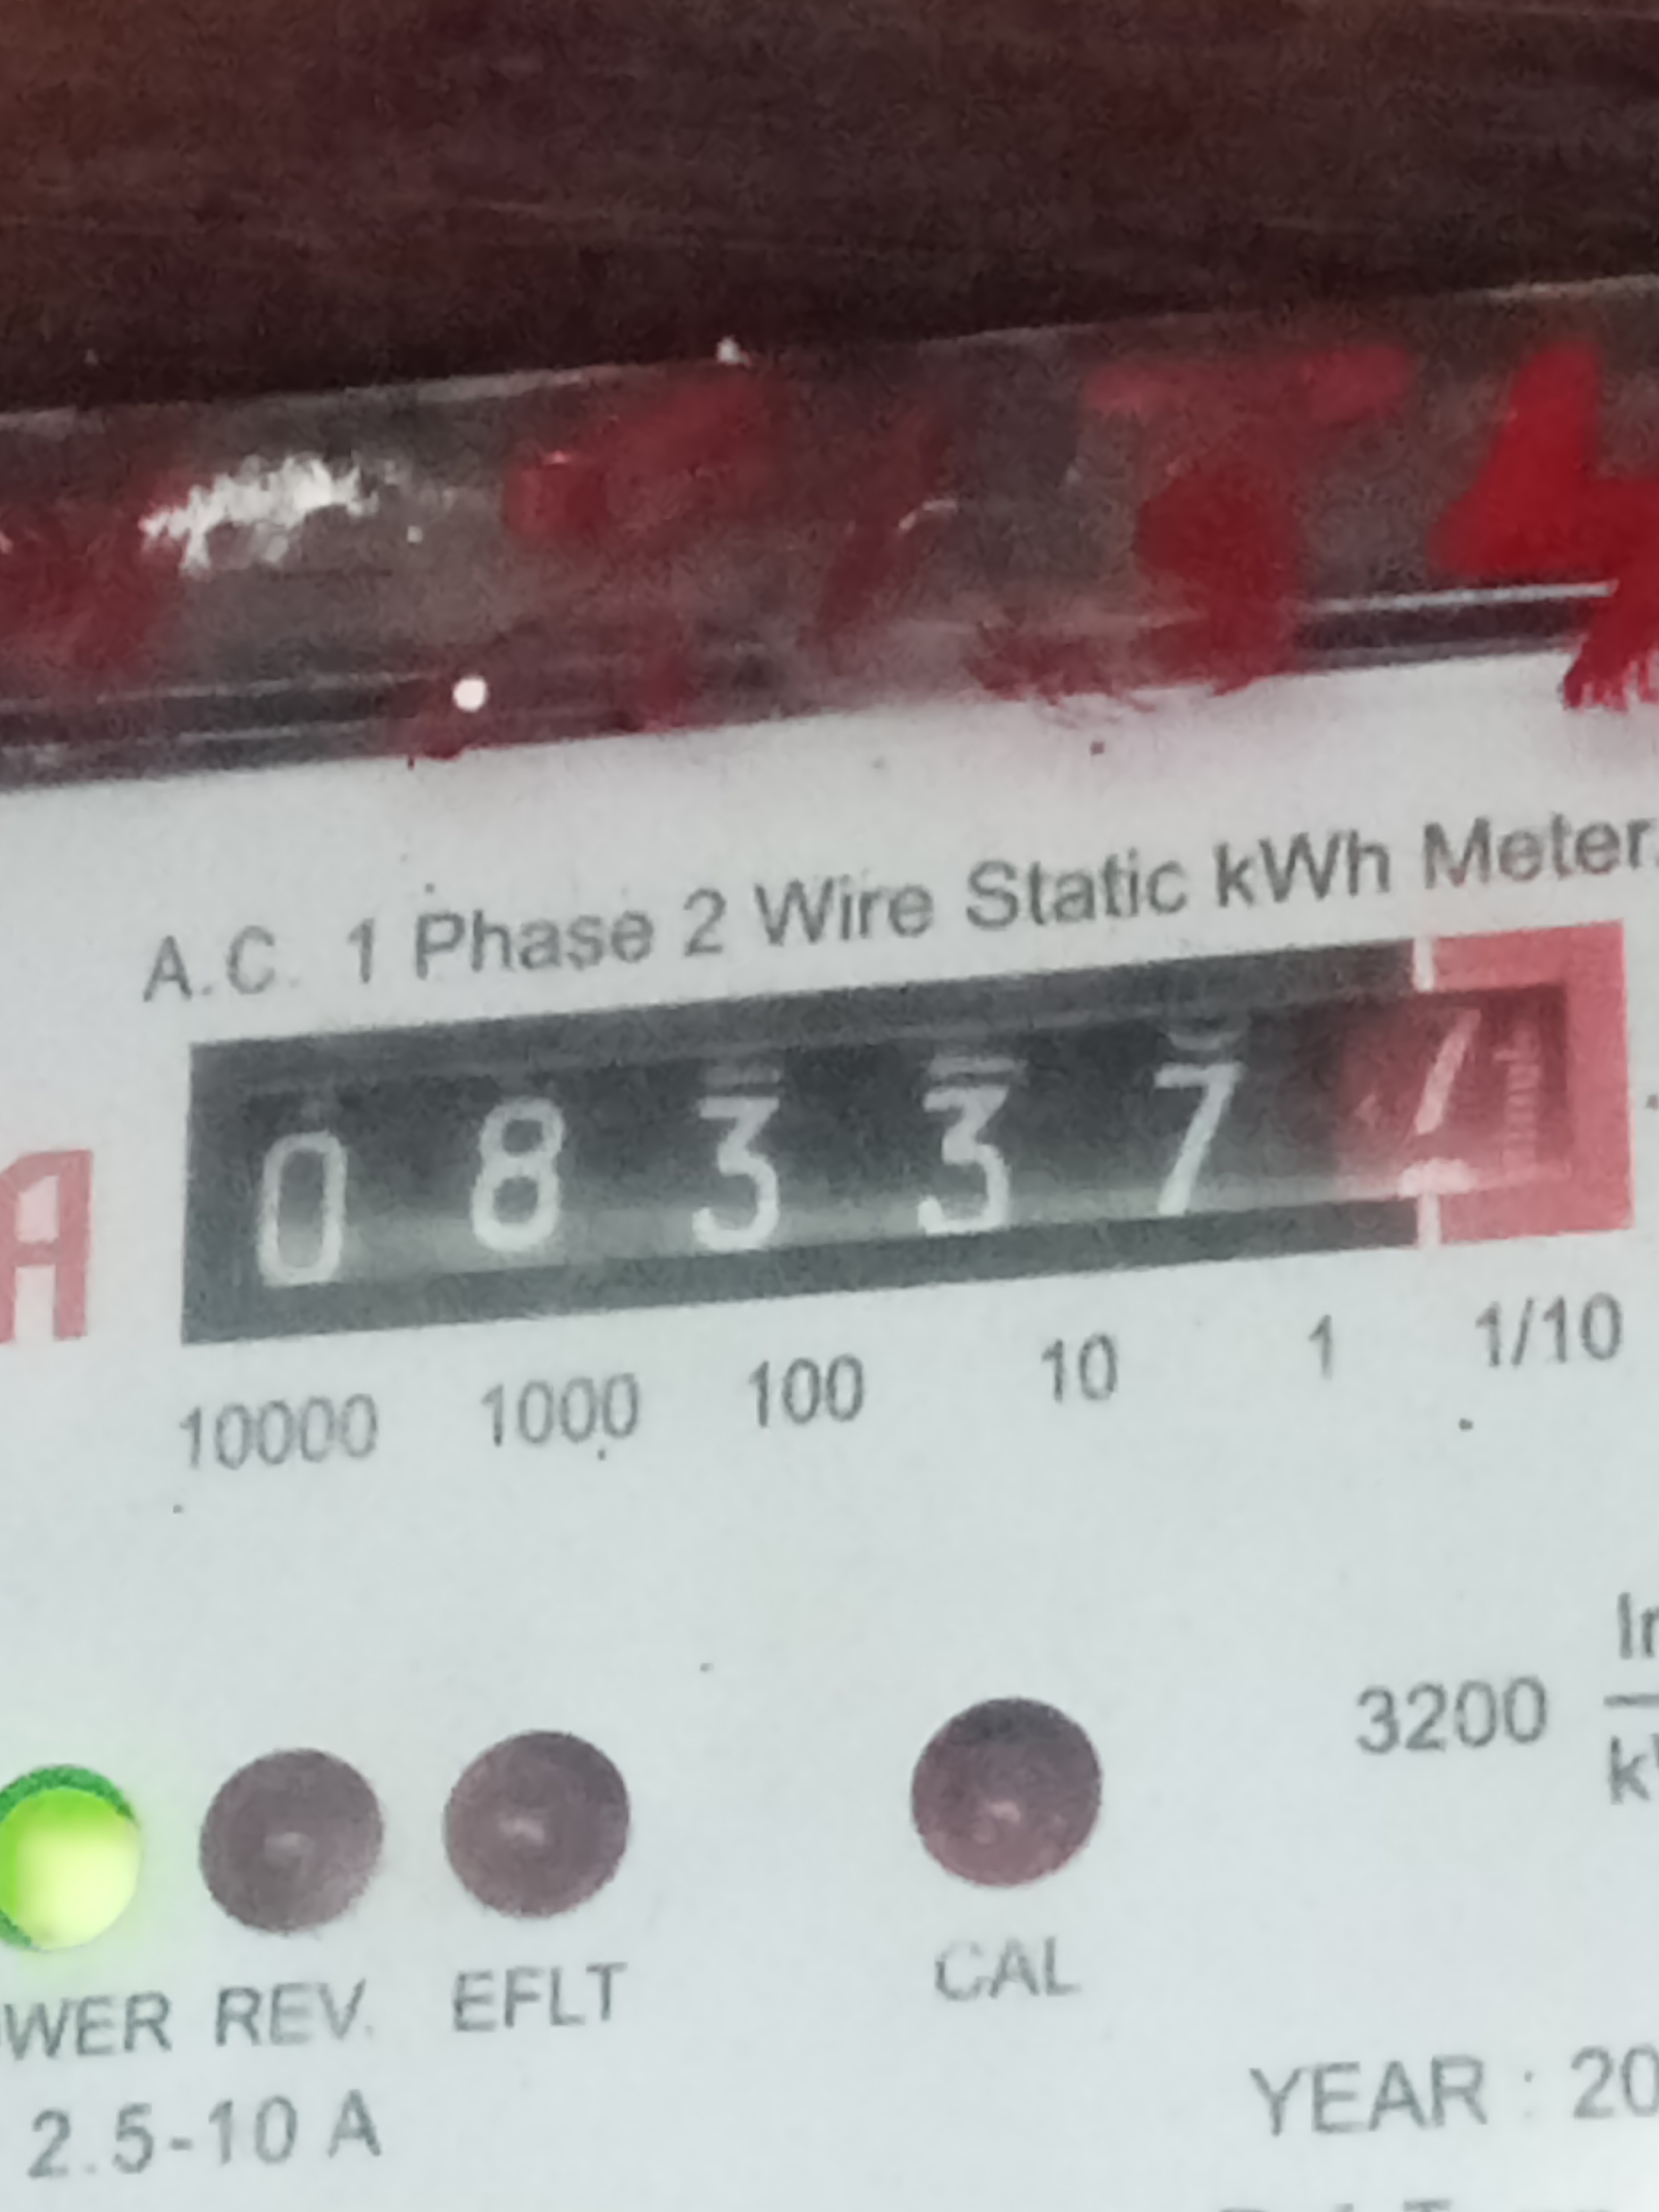 A.C. 1 Phase 2 Wire Static kWh Meter.
0 8 3 3 7
10000 1000 100 10 1 1/10
3200
REV. EFLT CAL
2.5-10 A
YEAR : 20